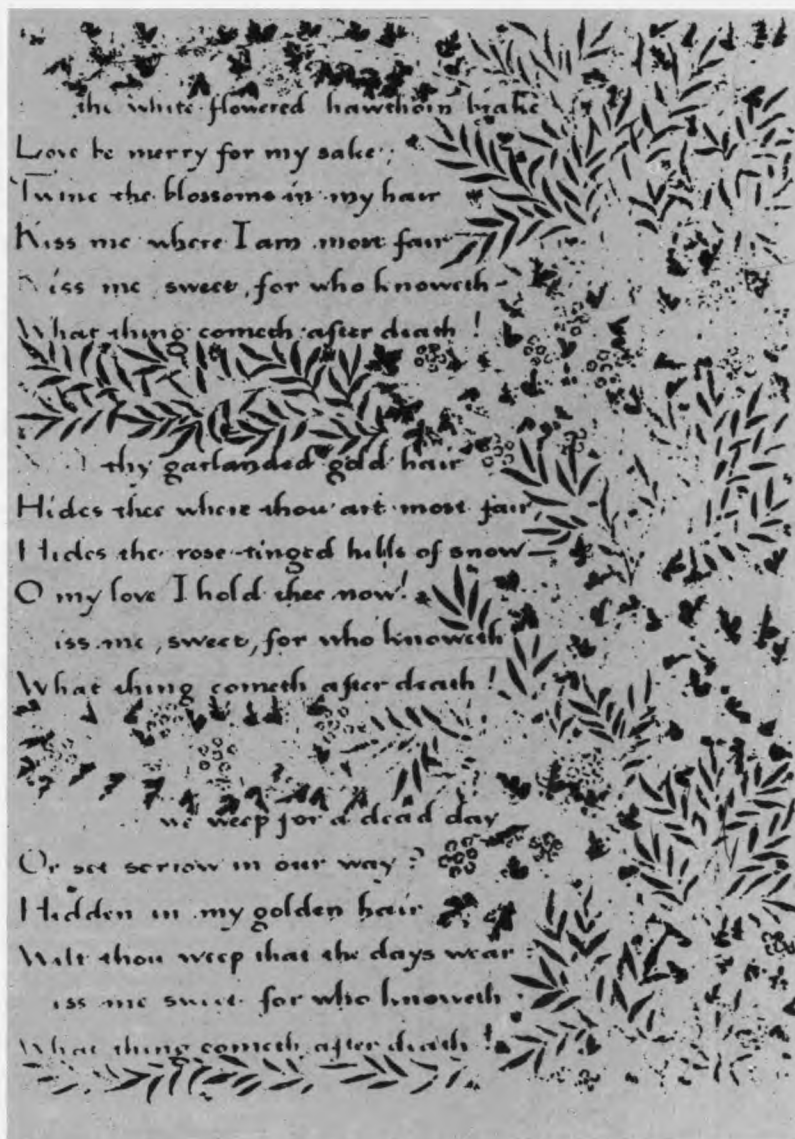 the white-flowered hawthorn brake
Love be merry for my sake;
Twine the blossoms in my hair
Kiss me where I am most fair
Kiss me, sweet, for who knoweth
What thing cometh after death!
thy garlanded gold hair
Hides thee where thou art most fair
Hides the rose-tinged hills of snow
O my love I hold thee now!
iss me, sweet, for who knoweth
What thing cometh after death!
we weep for a dead day
Or set sorrow in our way?
Hidden in my golden hair
Wilt thou weep that the days wear
iss me sweet for who knoweth
What thing cometh after death!